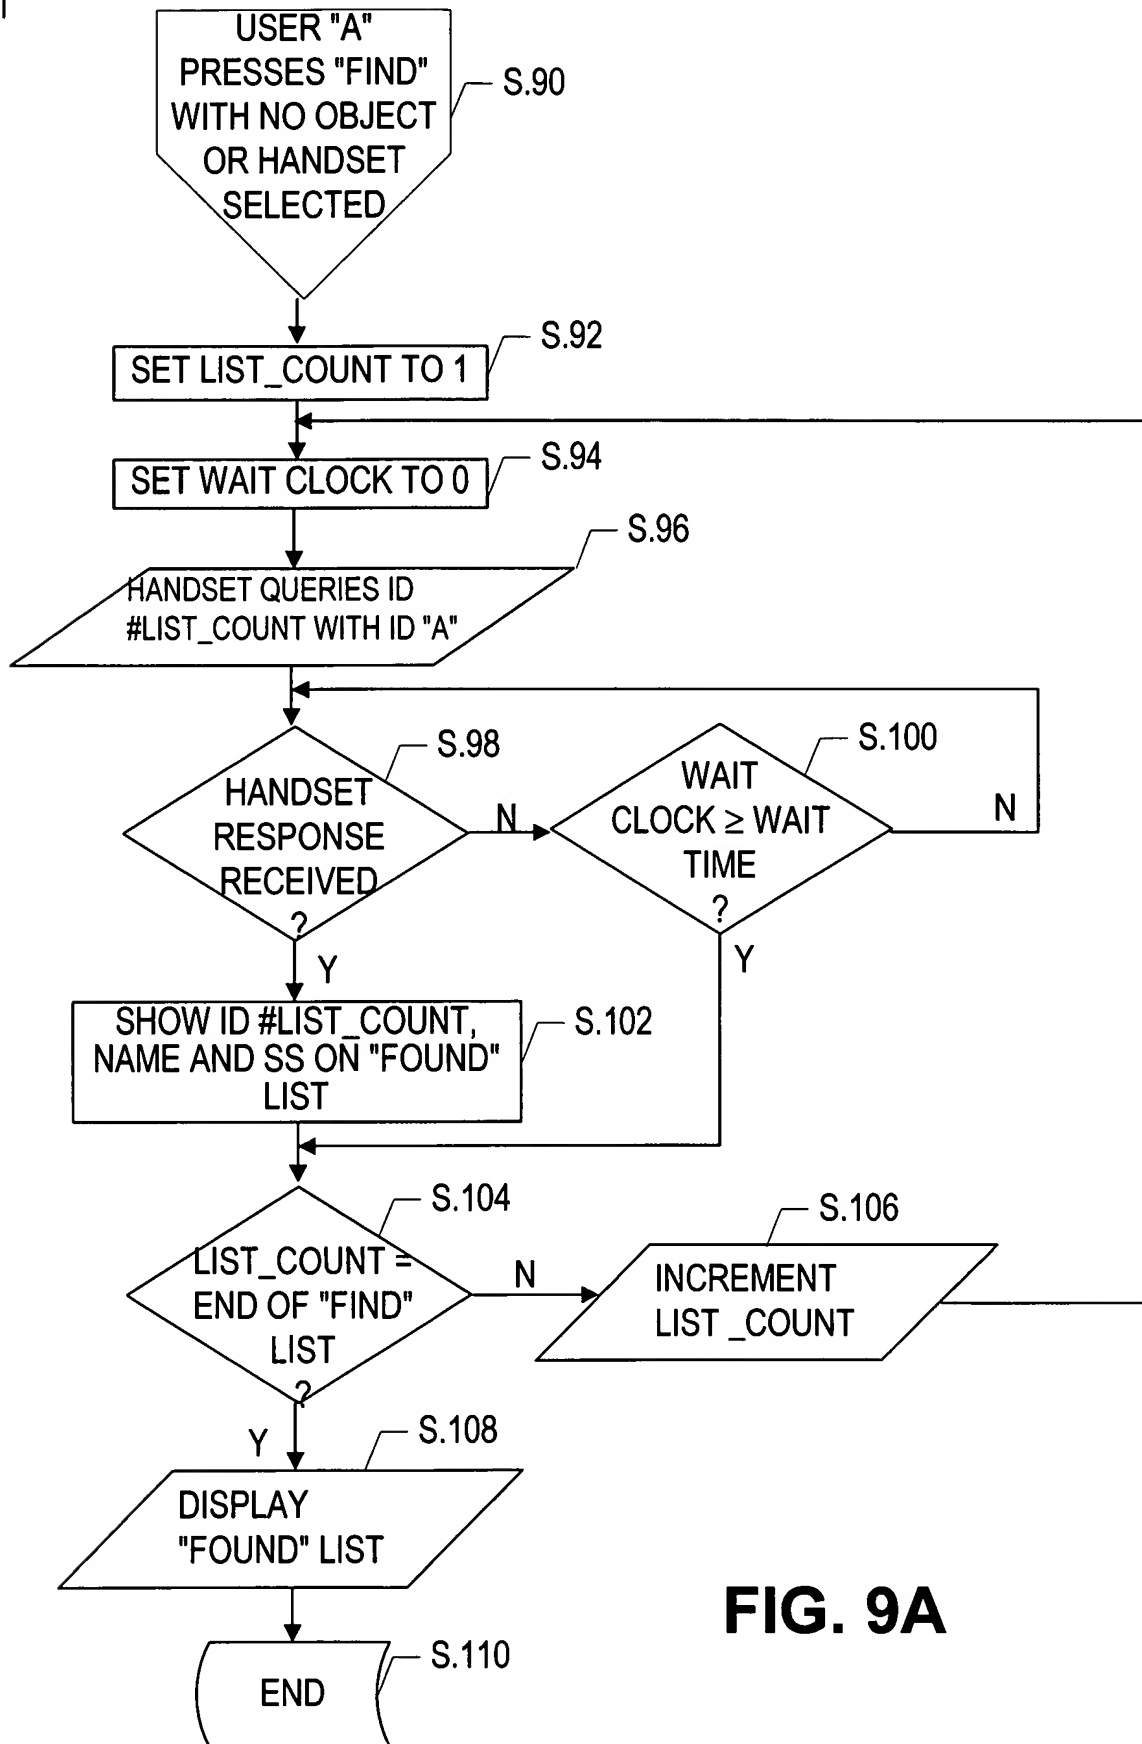 USER "A"
PRESSES "FIND"
WITH NO OBJECT
OR HANDSET
SELECTED
S.90
SET LIST_COUNT TO 1
S.92
SET WAIT CLOCK TO 0
S.94
HANDSET QUERIES ID
#LIST_COUNT WITH ID "A"
S.96
HANDSET
RESPONSE
RECEIVED
?
S.98
N
Y
WAIT
CLOCK ≥ WAIT
TIME
?
S.100
N
Y
SHOW ID #LIST_COUNT,
NAME AND SS ON "FOUND"
LIST
S.102
LIST_COUNT =
END OF "FIND"
LIST
?
S.104
N
Y
INCREMENT
LIST _COUNT
S.106
DISPLAY
"FOUND" LIST
S.108
END
S.110
FIG. 9A